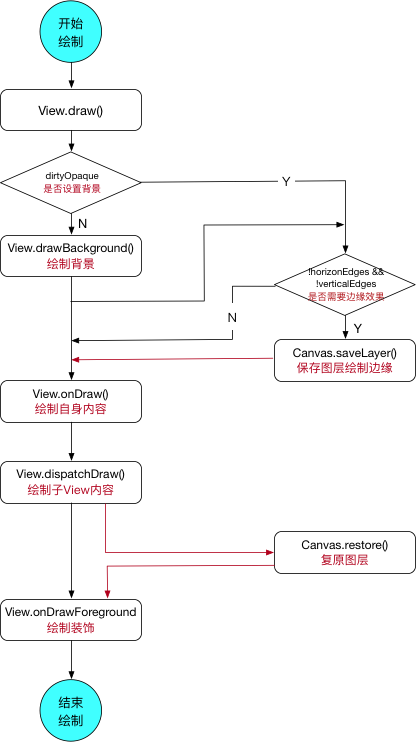 开始
绘制
View.draw()
dirtyOpaque
是否设置背景
Y
N
View.drawBackground()
绘制背景
!horizonEdges &&
!verticalEdges
是否需要边缘效果
N
Y
Canvas.saveLayer()
保存图层绘制边缘
View.onDraw()
绘制自身内容
View.dispatchDraw()
绘制子View内容
Canvas.restore()
复原图层
View.onDrawForeground
绘制装饰
结束
绘制